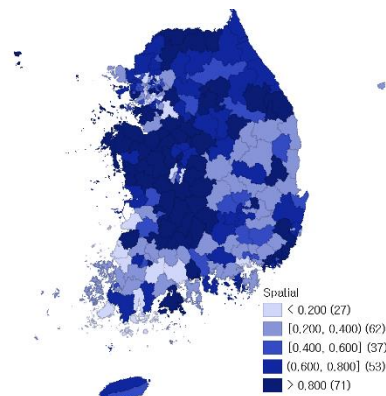 Spatial
< 0.200 (27)
[0.200, 0.400) (62)
[0.400, 0.600] (37)
(0.600, 0.800] (53)
> 0.800 (71)